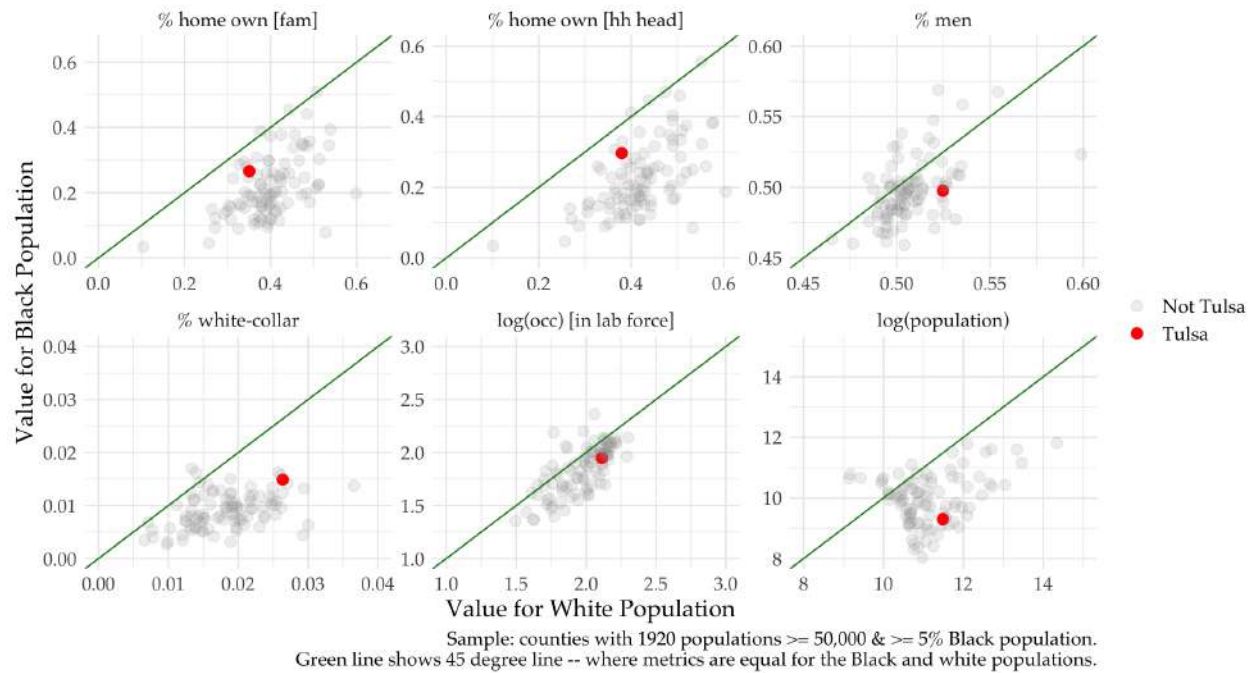 % home own [fam]
% home own [hh head]
% men
0.6
0.4
0.2
0.0
0.0 0.2 0.4 0.6
0.6
0.4
0.2
0.0
0.0 0.2 0.4 0.6
0.60
0.55
0.50
0.45
0.45 0.50 0.55 0.60
Value for Black Population
% white-collar
log(occ) [in lab force]
log(population)
0.04
0.03
0.02
0.01
0.00
0.00 0.01 0.02 0.03 0.04
3.0
2.5
2.0
1.5
1.0
1.0 1.5 2.0 2.5 3.0
14
12
10
8
8 10 12 14
Not Tulsa
Tulsa
Value for White Population
Sample: counties with 1920 populations >= 50,000 & >= 5% Black population.
Green line shows 45 degree line -- where metrics are equal for the Black and white populations.